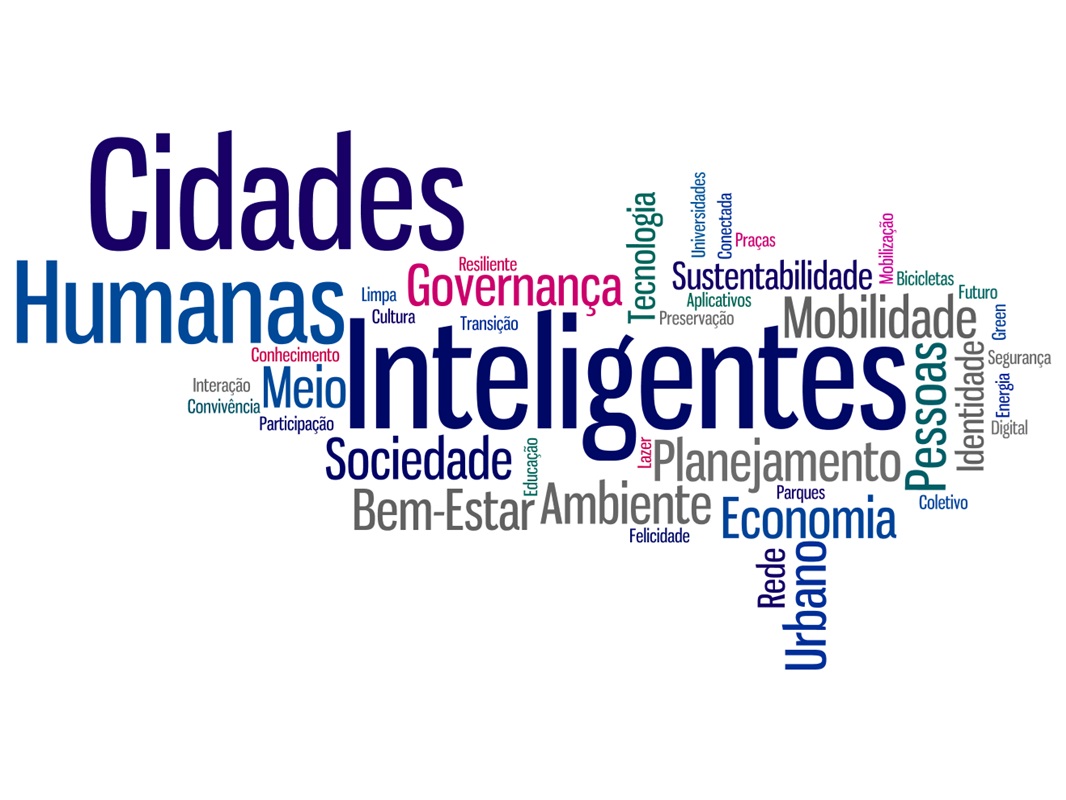 Cidades
Humanas
Resiliente
Limpa
Governança
Cultura
Transição
Tecnologia
Universidades
Conectada
Praças
Sustentabilidade
Mobilização
Bicicletas
Aplicativos
Futuro
Preservação
Mobilidade
Green
Conhecimento
Inteligentes
Interação
Meio
Convivência
Participação
Pessoas
Identidade
Segurança
Energia
Digital
Sociedade
Educação
Lazer
Planejamento
Bem-Estar
Ambiente
Parques
Economia
Coletivo
Felicidade
Rede
Urbano